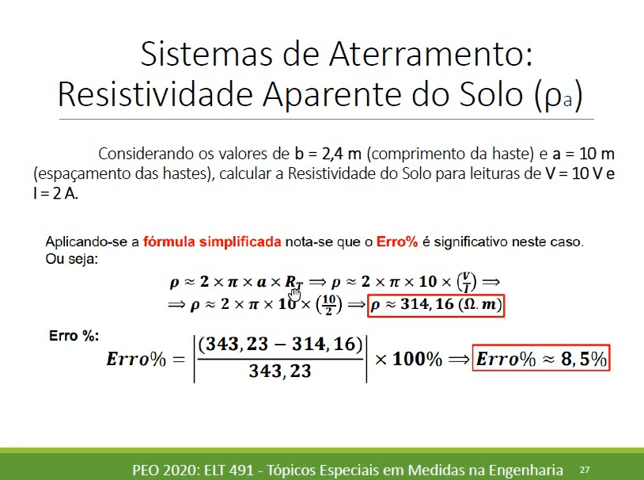 Sistemas de Aterramento:
Resistividade Aparente do Solo (ρa)
Considerando os valores de b = 2,4 m (comprimento da haste) e a = 10 m
(espaçamento das hastes), calcular a Resistividade do Solo para leituras de V = 10 V e
I = 2 A.
Aplicando-se a fórmula simplificada nota-se que o Erro% é significativo neste caso.
Ou seja:
ρ ≈ 2 × π × a × R_T ⟹ ρ ≈ 2 × π × 10 × (V/I) ⟹
⟹ ρ ≈ 2 × π × 10 × (10/2) ⟹ ρ ≈ 314,16 (Ω.m)
Erro %:
Erro% = |(343,23 − 314,16)/343,23| × 100% ⟹ Erro% ≈ 8,5%
PEO 2020: ELT 491 - Tópicos Especiais em Medidas na Engenharia 27